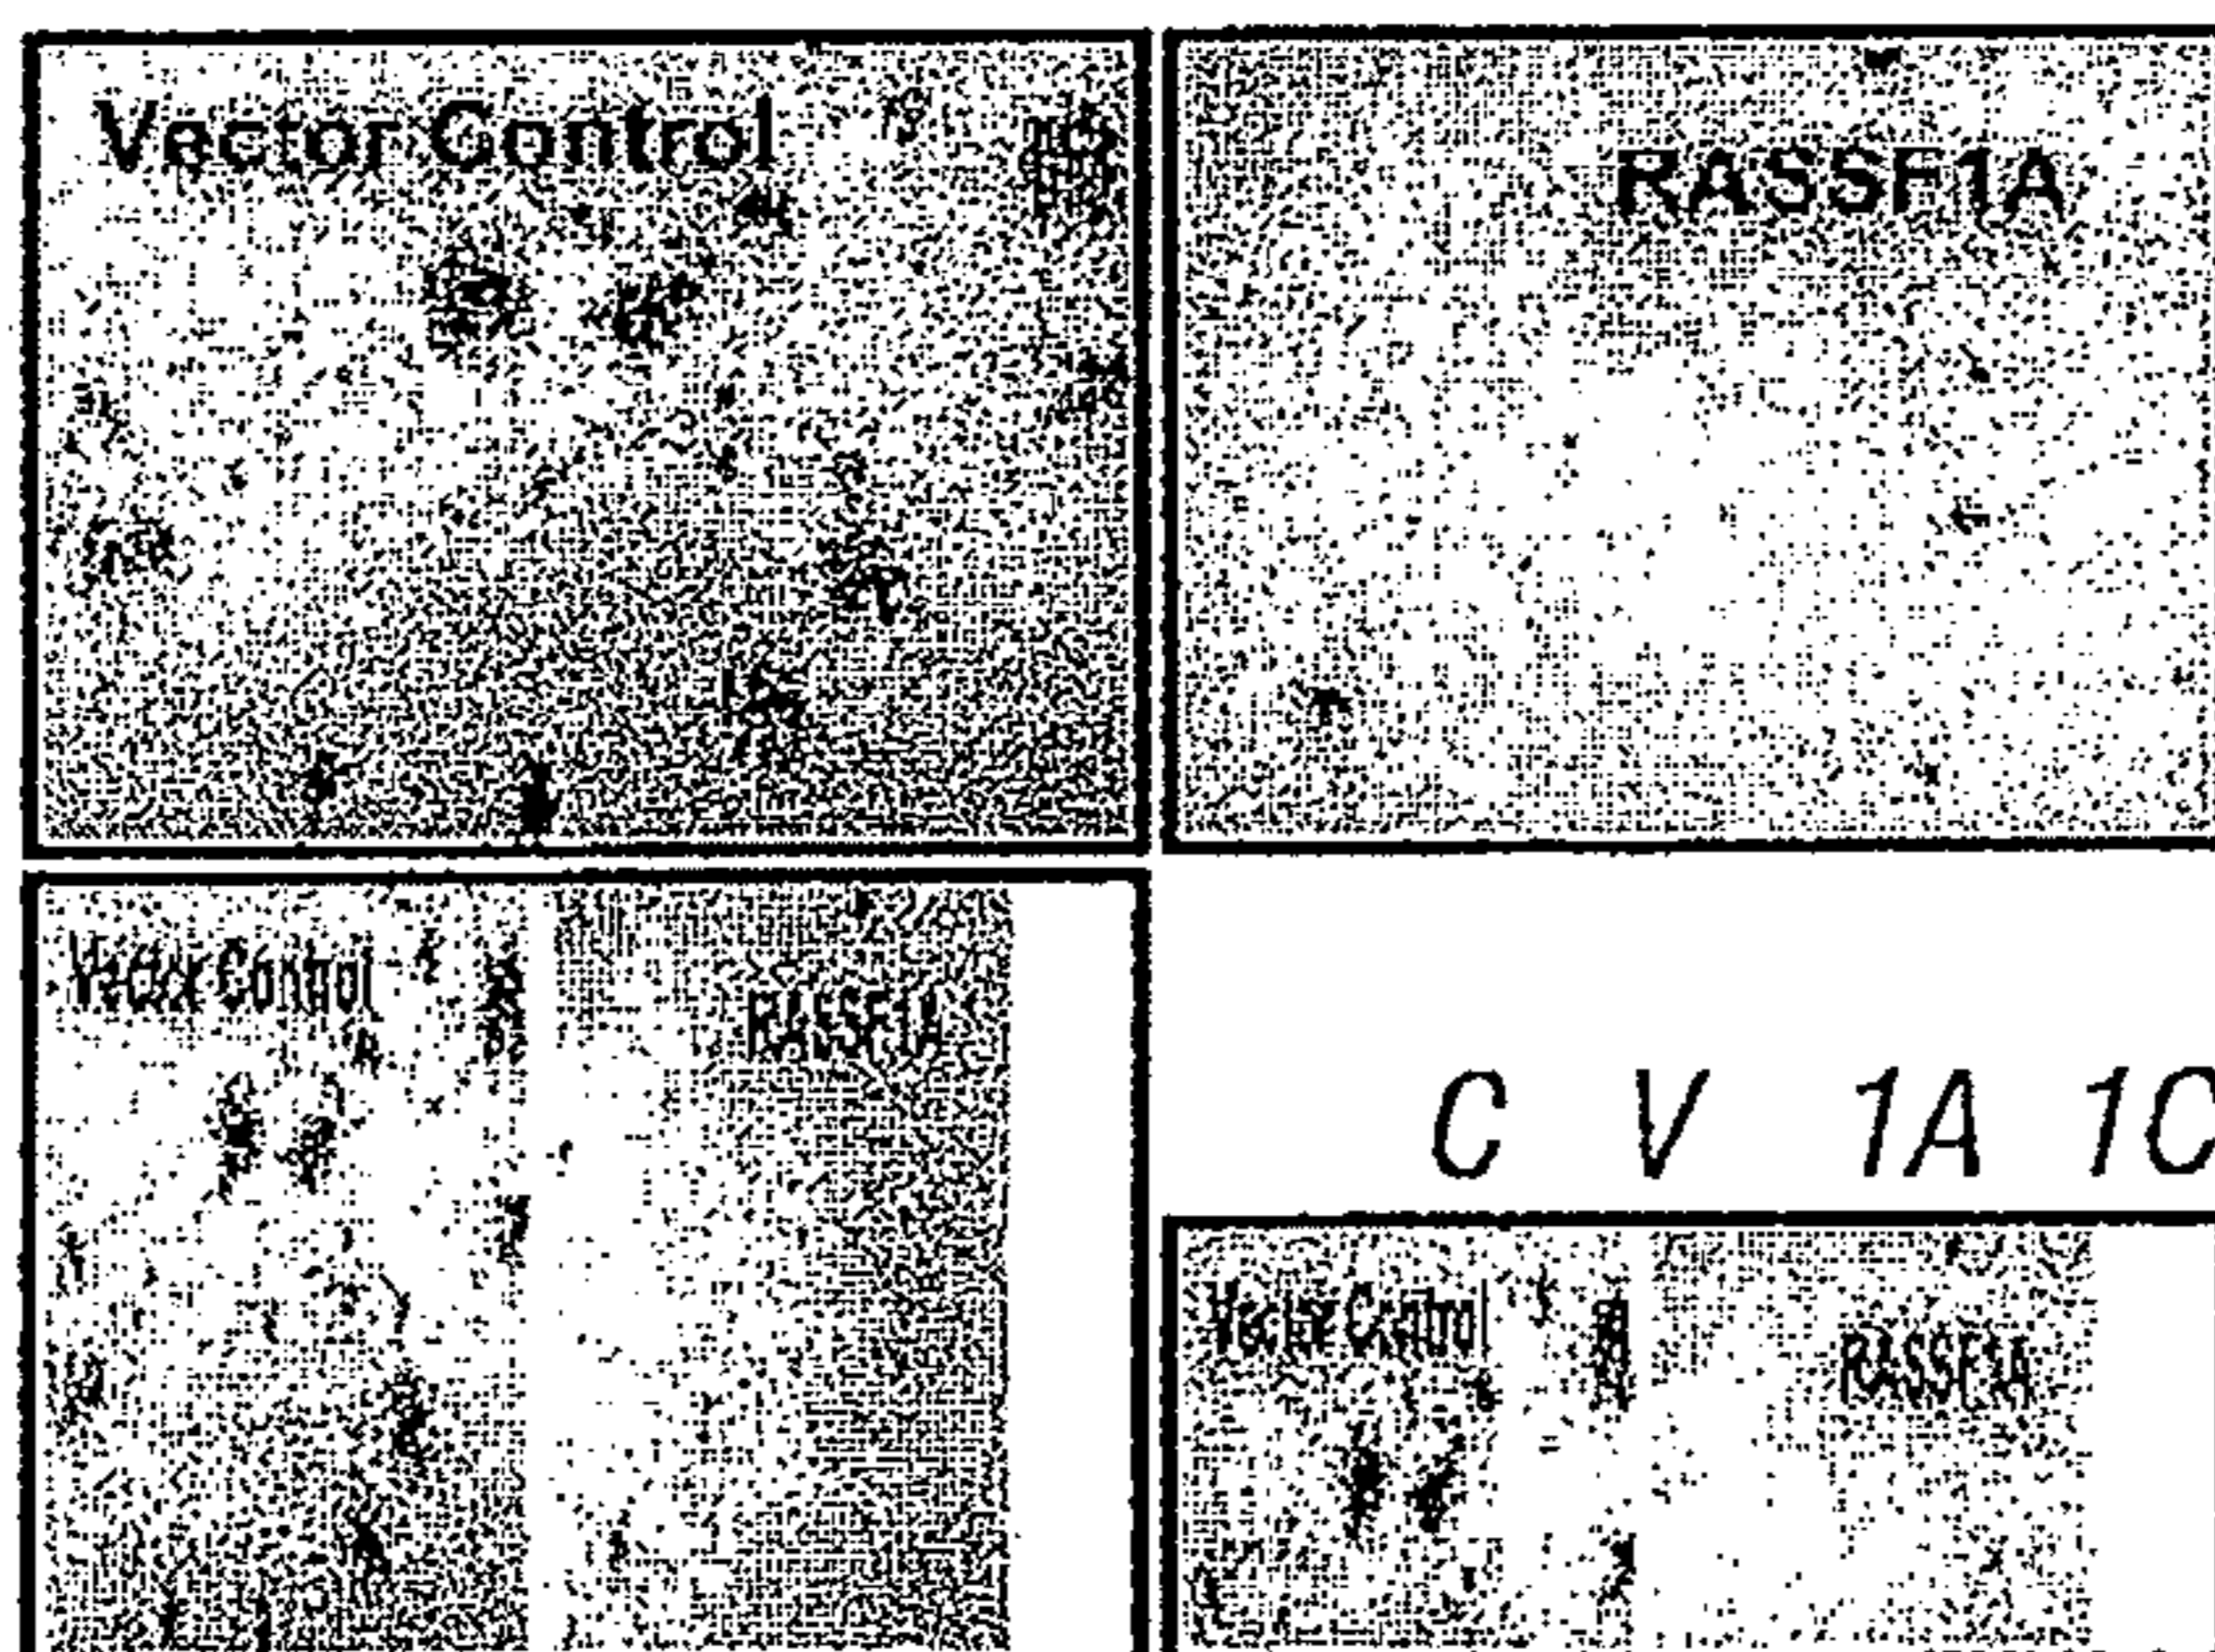 Vector Control
RASSF1A
Vector Control
RASSF1A
C V 1A 1C
Vector Control
RASSF1A